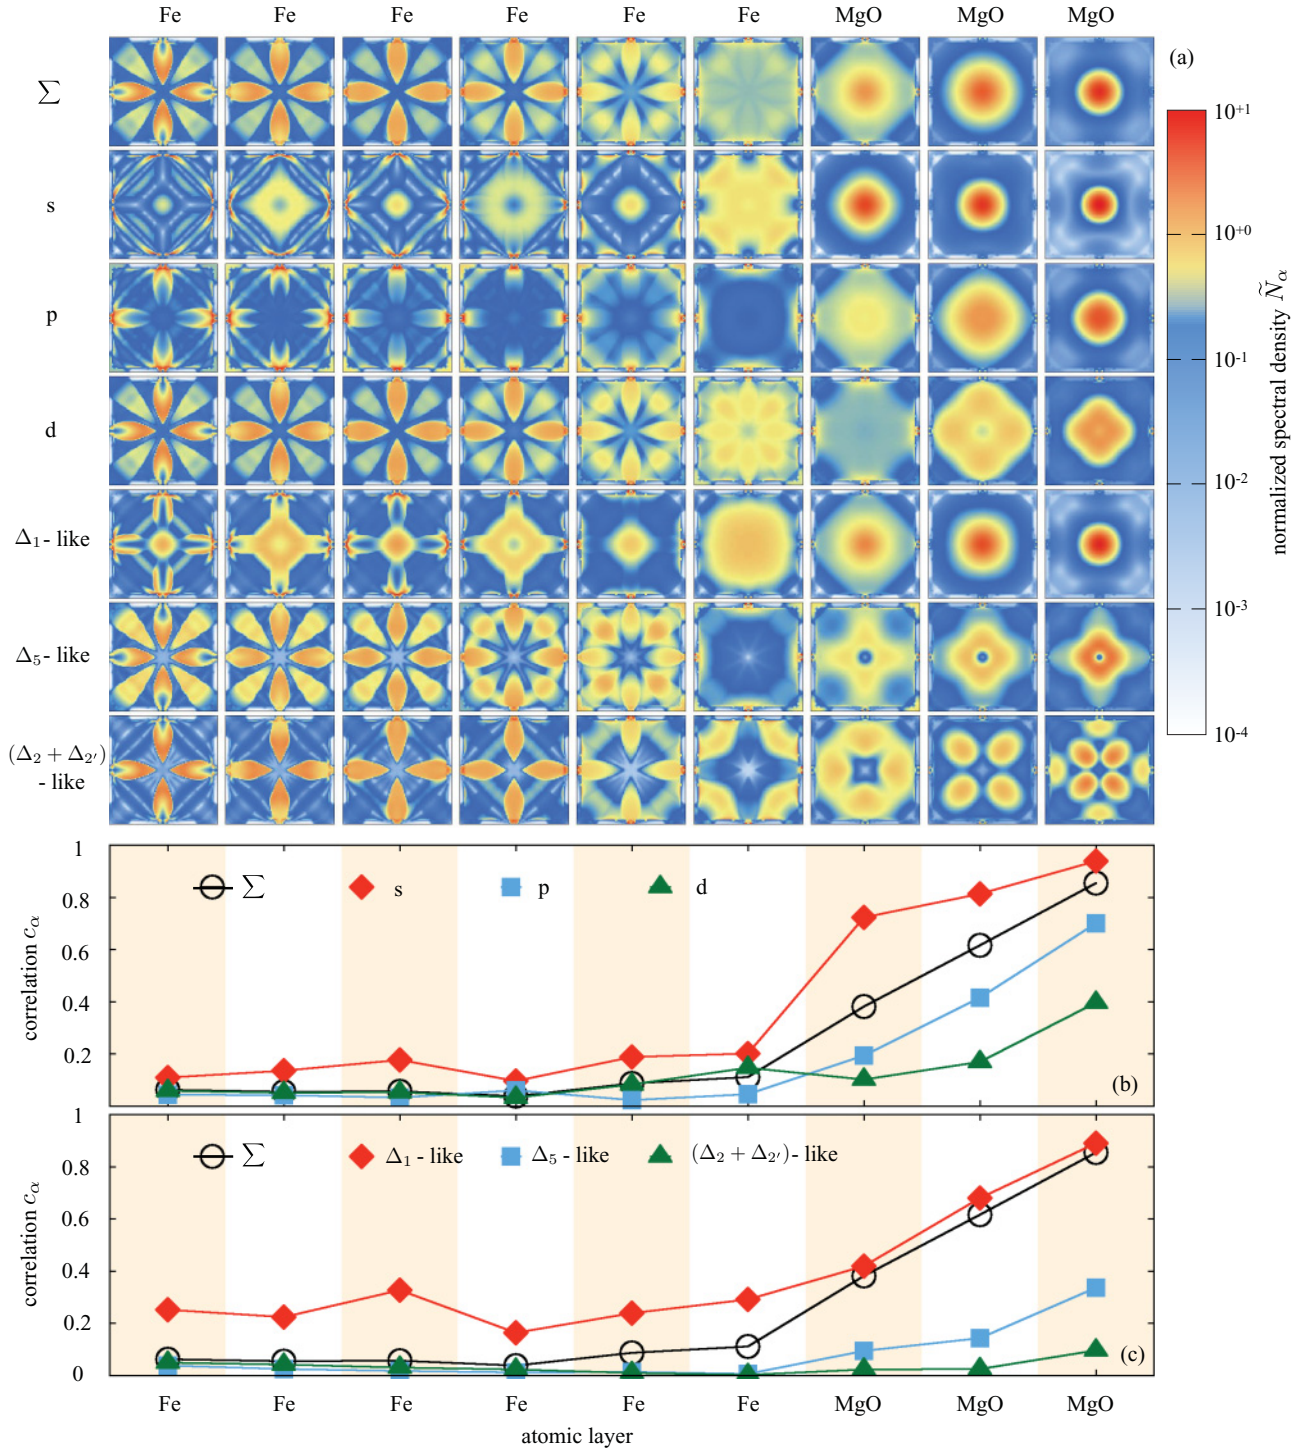 Fe Fe Fe Fe Fe Fe MgO MgO MgO
(a)
∑
s
p
d
Δ₁ - like
Δ₅ - like
(Δ₂ + Δ₂′)
- like
10⁺¹
10⁺⁰
10⁻¹
10⁻²
10⁻³
10⁻⁴
normalized spectral density Ñα
1
0.8
0.6
0.4
0.2
correlation cα
∑ s p d
(b)
1
0.8
0.6
0.4
0.2
0
correlation cα
∑ Δ₁ - like Δ₅ - like (Δ₂ + Δ₂′)- like
(c)
Fe Fe Fe Fe Fe Fe MgO MgO MgO
atomic layer